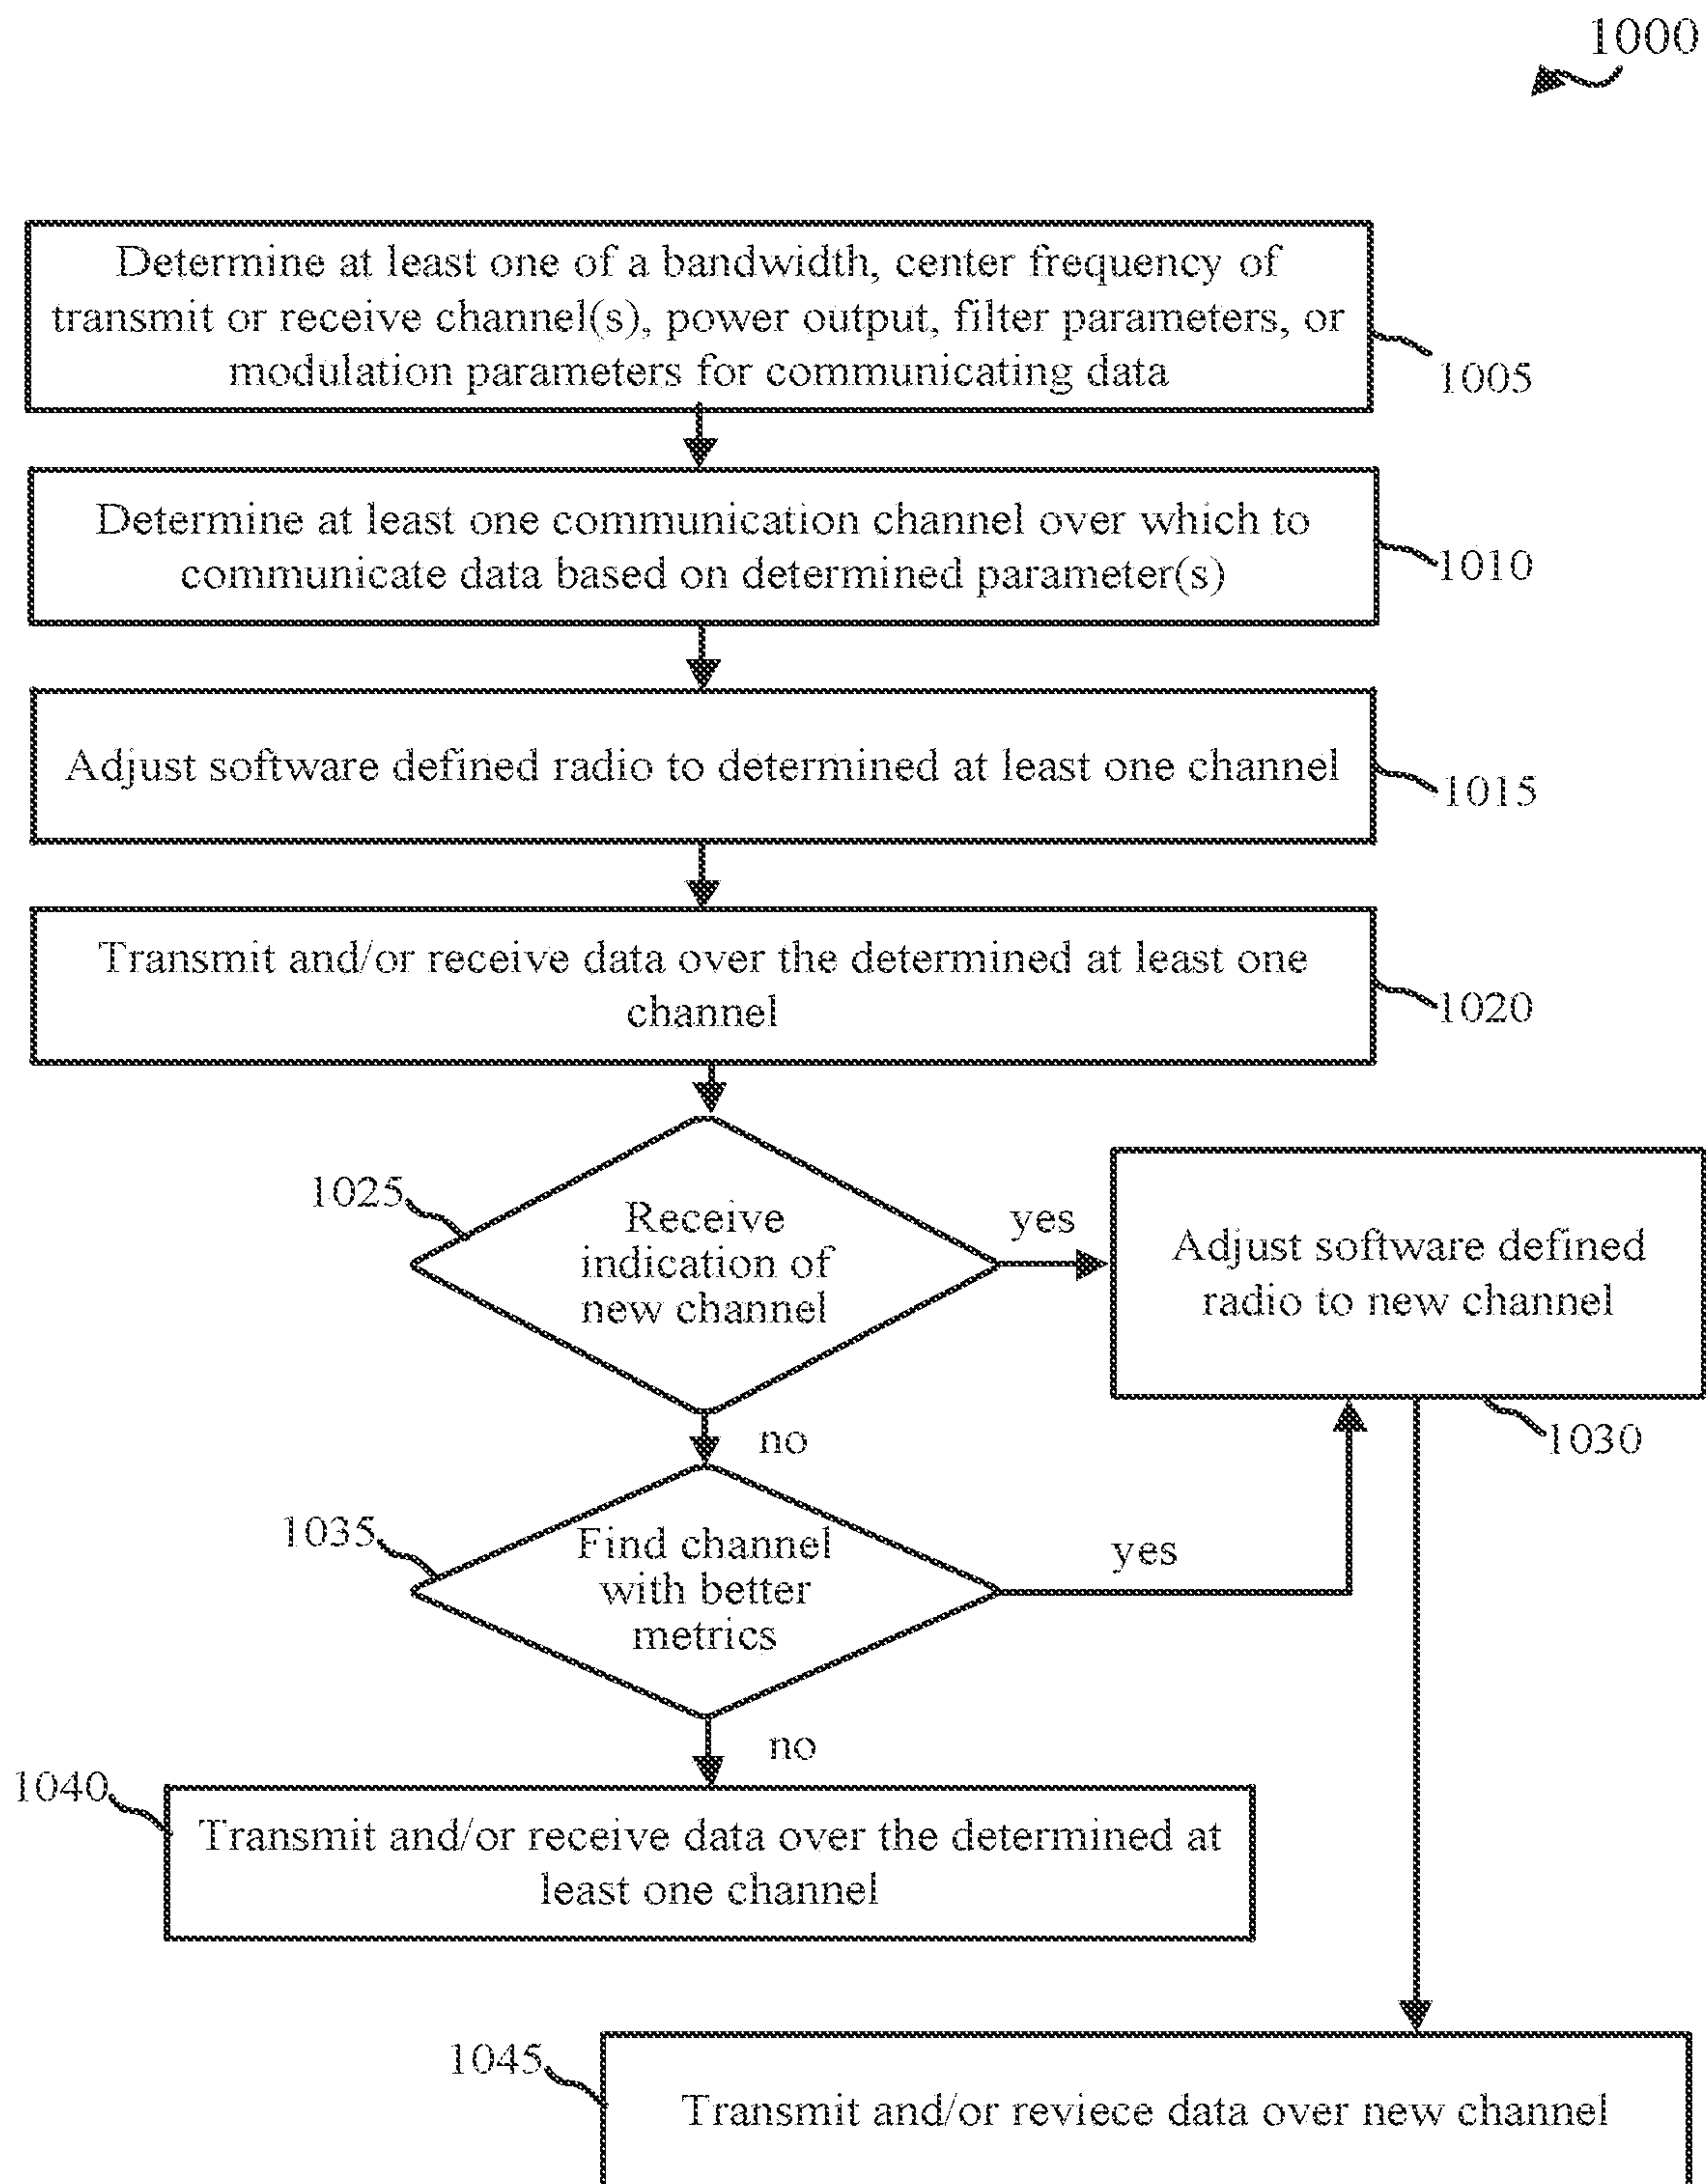 1000
Determine at least one of a bandwidth, center frequency of
transmit or receive channel(s), power output, filter parameters, or
modulation parameters for communicating data
1005
Determine at least one communication channel over which to
communicate data based on determined parameter(s)
1010
Adjust software defined radio to determined at least one channel
1015
Transmit and/or receive data over the determined at least one
channel
1020
1025
Receive
indication of
new channel
yes
Adjust software defined
radio to new channel
1030
no
1035
Find channel
with better
metrics
yes
no
1040
Transmit and/or receive data over the determined at
least one channel
1045
Transmit and/or reviece data over new channel